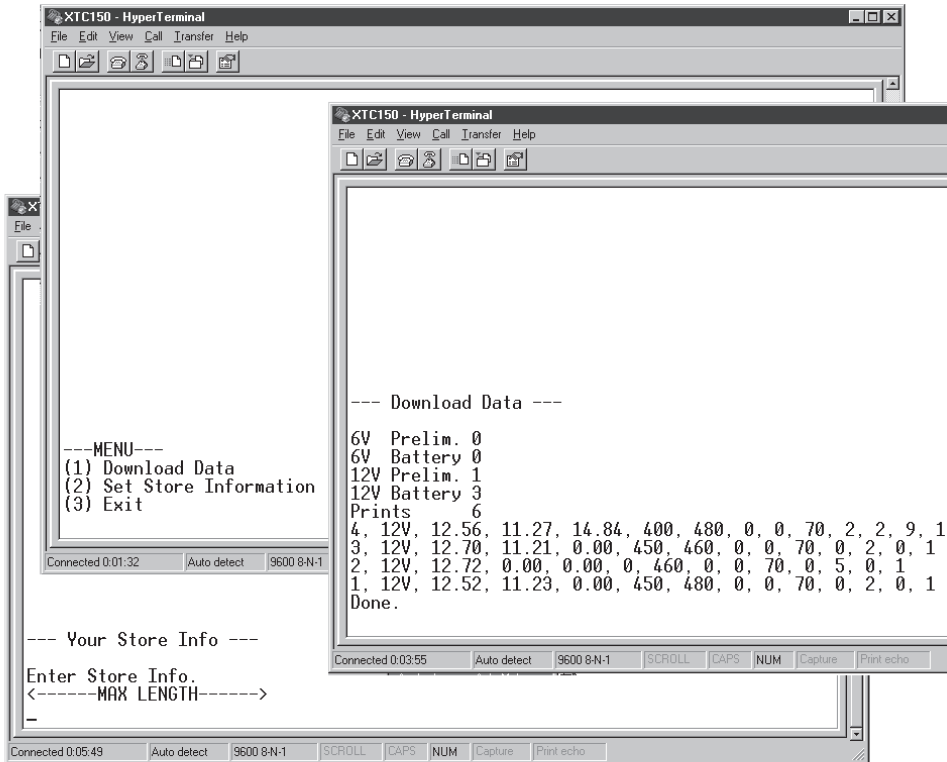 XTC150 - HyperTerminal
File Edit View Call Transfer Help
---MENU---
(1) Download Data
(2) Set Store Information
(3) Exit
Connected 0:01:32 Auto detect 9600 8-N-1
XTC150 - HyperTerminal
File Edit View Call Transfer Help
--- Download Data ---
6V Prelim. 0
6V Battery 0
12V Prelim. 1
12V Battery 3
Prints 6
4, 12V, 12.56, 11.27, 14.84, 400, 480, 0, 0, 70, 2, 2, 9, 1
3, 12V, 12.70, 11.21, 0.00, 450, 460, 0, 0, 70, 0, 2, 0, 1
2, 12V, 12.72, 0.00, 0.00, 0, 460, 0, 0, 70, 0, 5, 0, 1
1, 12V, 12.52, 11.23, 0.00, 450, 480, 0, 0, 70, 0, 2, 0, 1
Done.
Connected 0:03:55 Auto detect 9600 8-N-1 SCROLL CAPS NUM Capture Print echo
File
--- Your Store Info ---
Enter Store Info.
<------MAX LENGTH------>
Connected 0:05:49 Auto detect 9600 8-N-1 SCROLL CAPS NUM Capture Print echo